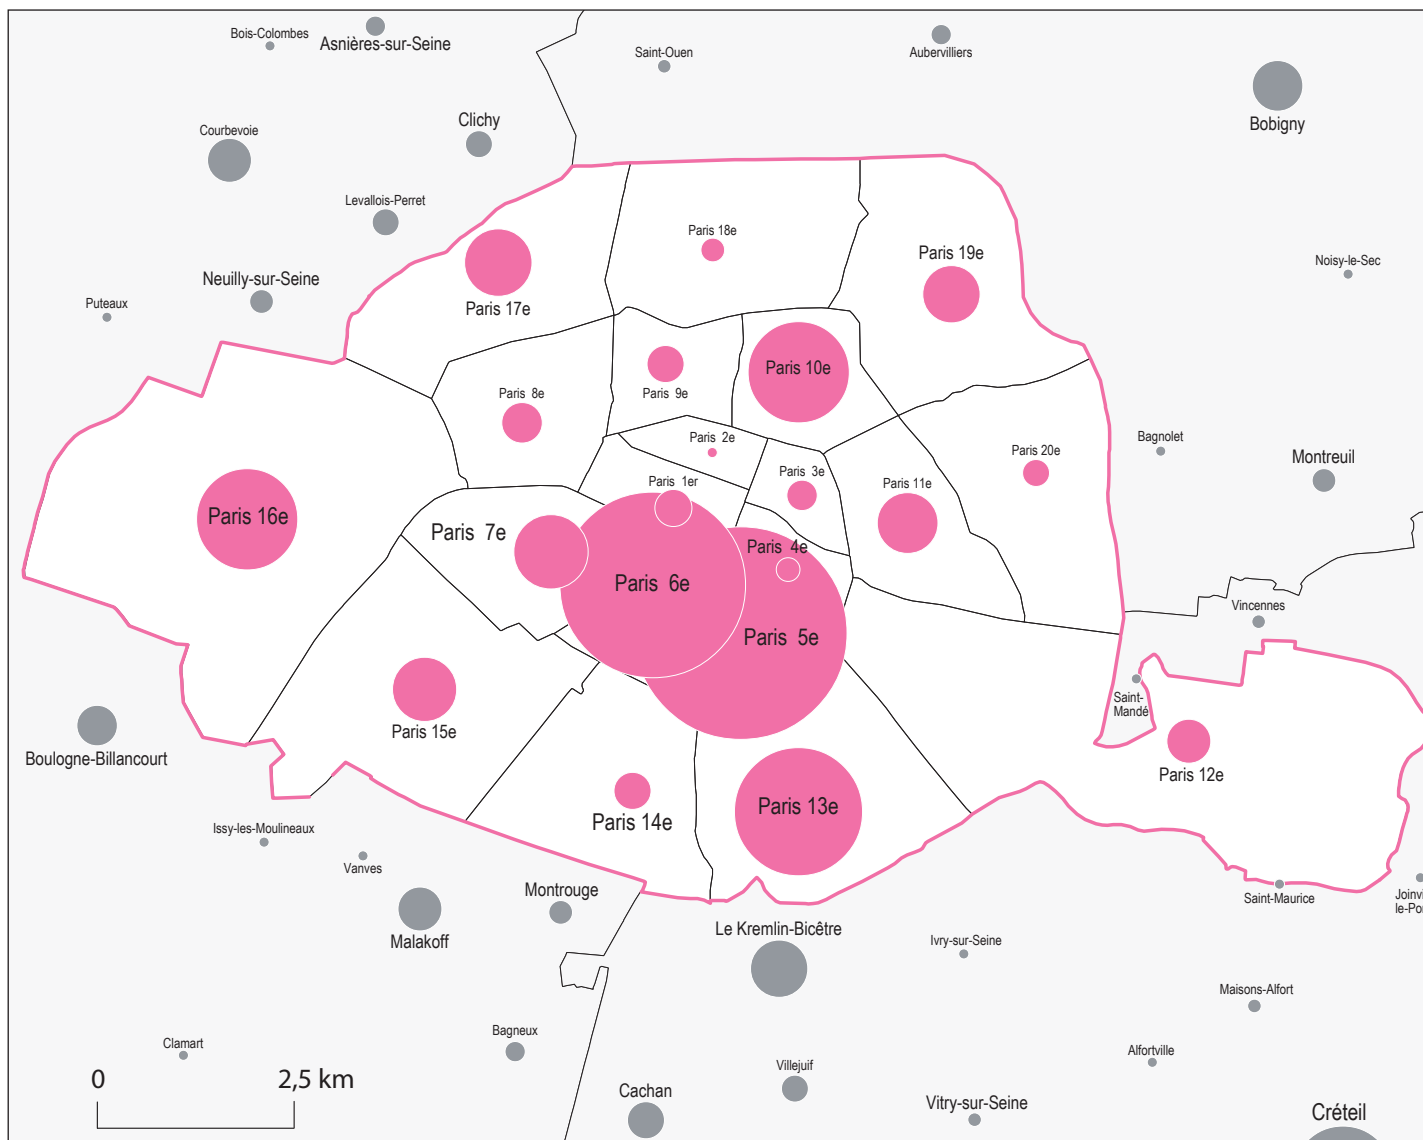 Bois-Colombes
Asnières-sur-Seine
Saint-Ouen
Aubervilliers
Bobigny
Clichy
Courbevoie
Levallois-Perret
Neuilly-sur-Seine
Puteaux
Noisy-le-Sec
Paris 18e
Paris 19e
Paris 17e
Paris 10e
Paris 9e
Paris 8e
Paris 2e
Paris 3e
Paris 1er
Paris 11e
Paris 20e
Bagnolet
Montreuil
Paris 16e
Paris 7e
Paris 4e
Paris 6e
Paris 5e
Vincennes
Saint-
Mandé
Paris 15e
Paris 12e
Boulogne-Billancourt
Paris 14e
Paris 13e
Issy-les-Moulineaux
Vanves
Malakoff
Montrouge
Le Kremlin-Bicêtre
Ivry-sur-Seine
Saint-Maurice
Joinvi
le-Por
Maisons-Alfort
Alfortville
Clamart
Bagneux
Villejuif
Cachan
Vitry-sur-Seine
Créteil
0 2,5 km